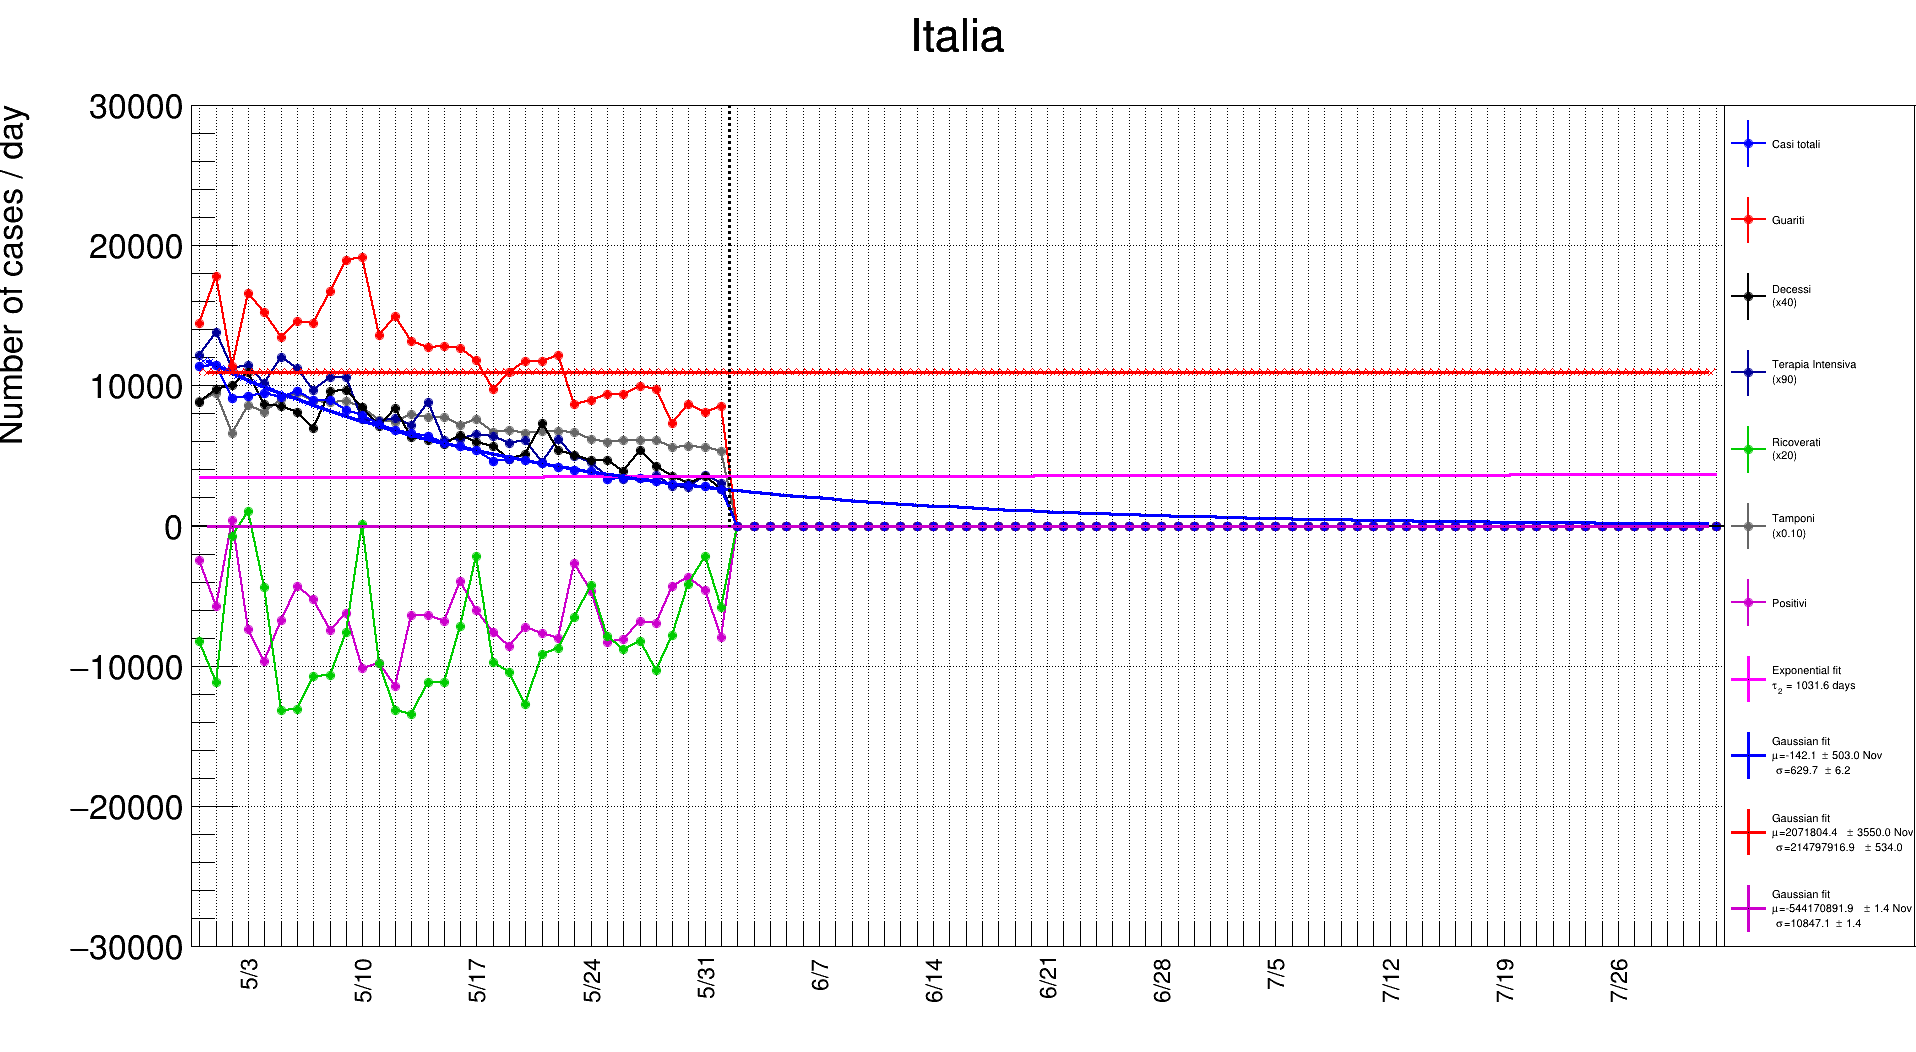 Italia
Number of cases / day
30000
20000
10000
0
−10000
−20000
−30000
5/3
5/10
5/17
5/24
5/31
6/7
6/14
6/21
6/28
7/5
7/12
7/19
7/26
Casi totali
Guariti
Decessi
(x40)
Terapia Intensiva
(x90)
Ricoverati
(x20)
Tamponi
(x0.10)
Positivi
Exponential fit
τ2 = 1031.6 days
Gaussian fit
μ=-142.1 ± 503.0 Nov
σ=629.7 ± 6.2
Gaussian fit
μ=2071804.4 ± 3550.0 Nov
σ=214797916.9 ± 534.0
Gaussian fit
μ=-544170891.9 ± 1.4 Nov
σ=10847.1 ± 1.4